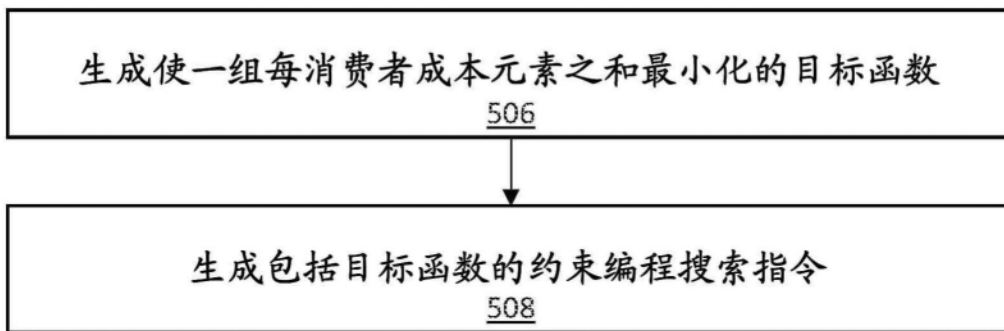 生成使一组每消费者成本元素之和最小化的目标函数
506
生成包括目标函数的约束编程搜索指令
508